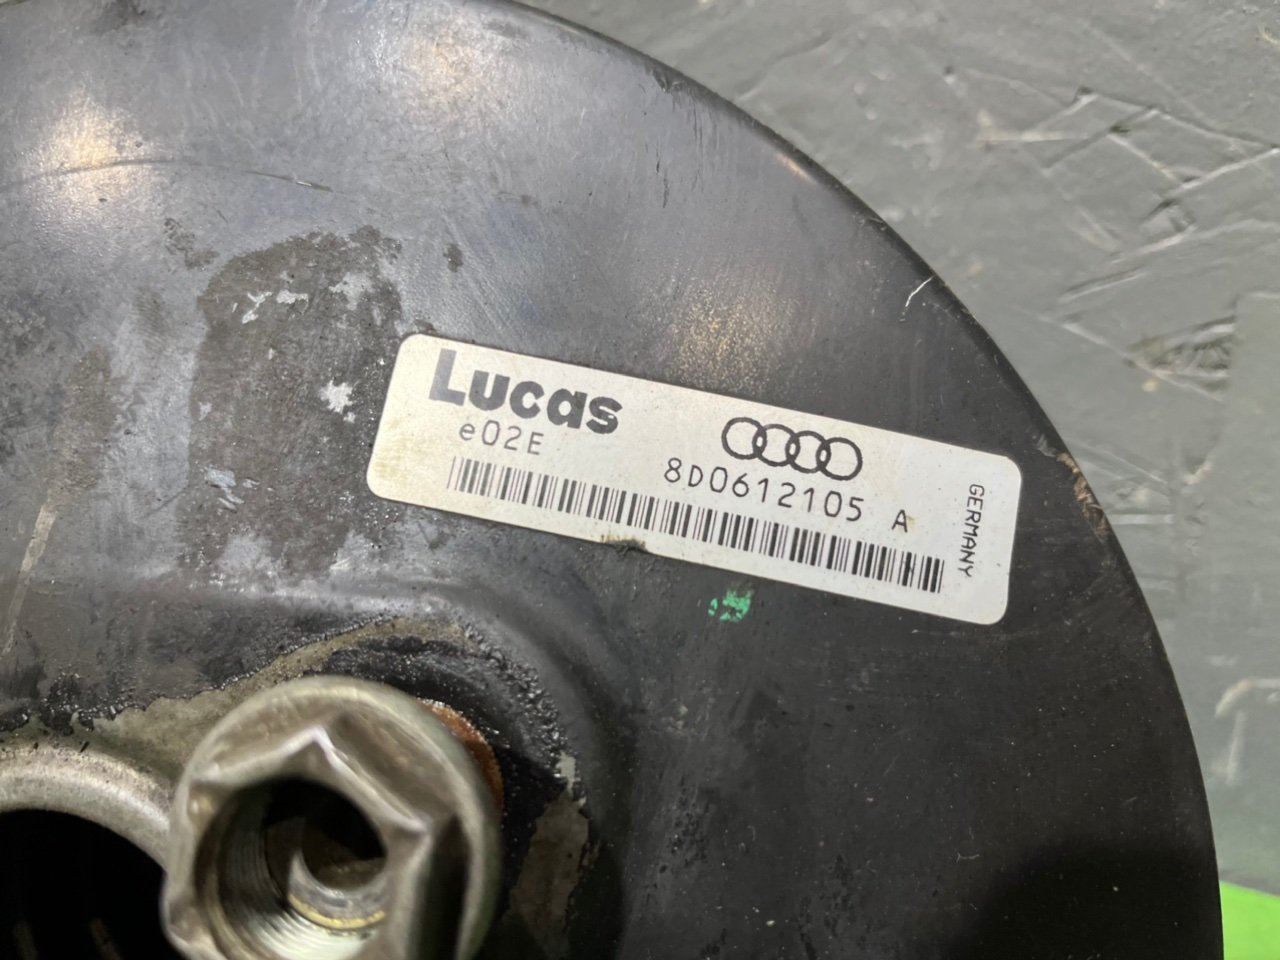 Lucas
e02E
8D0612105 A
GERMANY